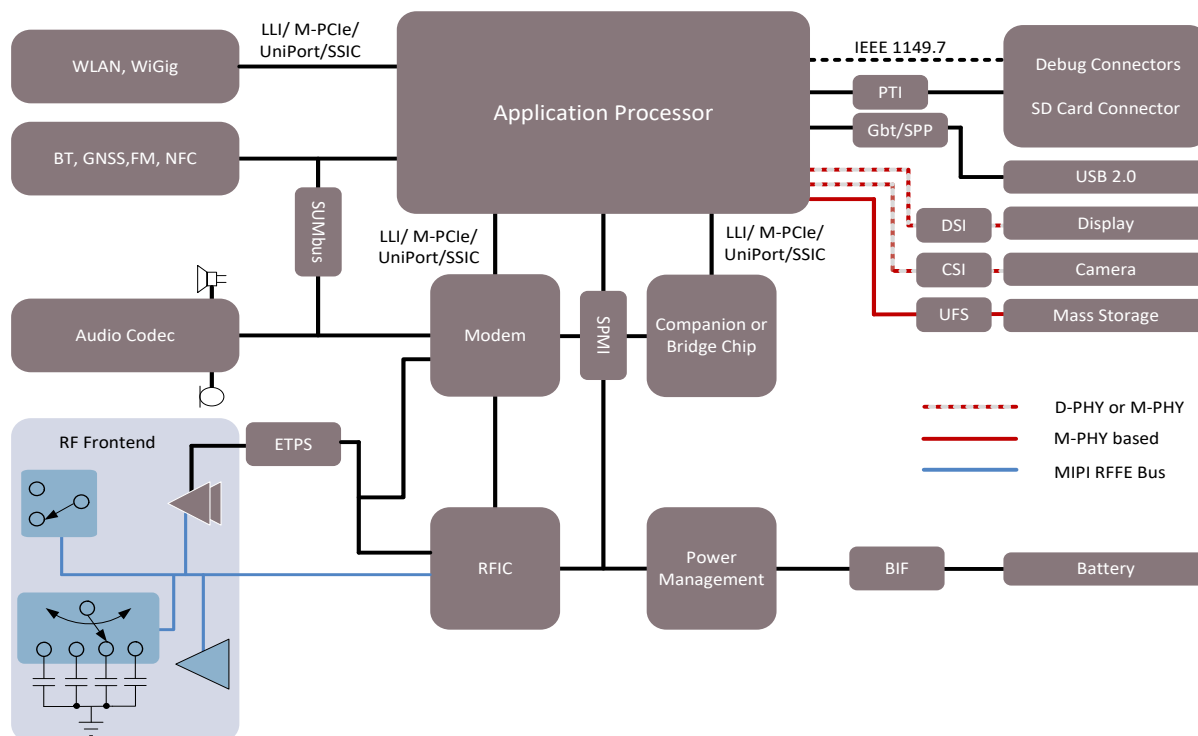 LLI/ M-PCIe/
UniPort/SSIC
WLAN, WiGig
Application Processor
IEEE 1149.7
Debug Connectors
PTI
SD Card Connector
Gbt/SPP
BT, GNSS,FM, NFC
USB 2.0
SUMbus
DSI
Display
LLI/ M-PCIe/
UniPort/SSIC
LLI/ M-PCIe/
UniPort/SSIC
CSI
Camera
UFS
Mass Storage
Audio Codec
Modem
SPMI
Companion or
Bridge Chip
D-PHY or M-PHY
M-PHY based
MIPI RFFE Bus
RF Frontend
ETPS
RFIC
Power
Management
BIF
Battery